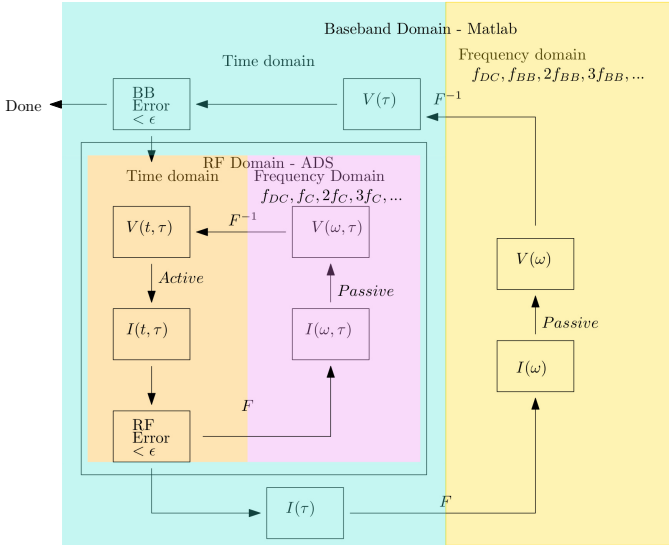 Baseband Domain - Matlab
Time domain
Frequency domain
$f_{DC}, f_{BB}, 2f_{BB}, 3f_{BB}, ...$
Done
BB
Error
$< \epsilon$
$V(\tau)$
$F^{-1}$
RF Domain - ADS
Time domain
Frequency Domain
$f_{DC}, f_C, 2f_C, 3f_C, ...$
$V(t, \tau)$
$F^{-1}$
$V(\omega, \tau)$
$V(\omega)$
Active
Passive
$I(t, \tau)$
$I(\omega, \tau)$
Passive
$I(\omega)$
F
RF
Error
$< \epsilon$
$I(\tau)$
F